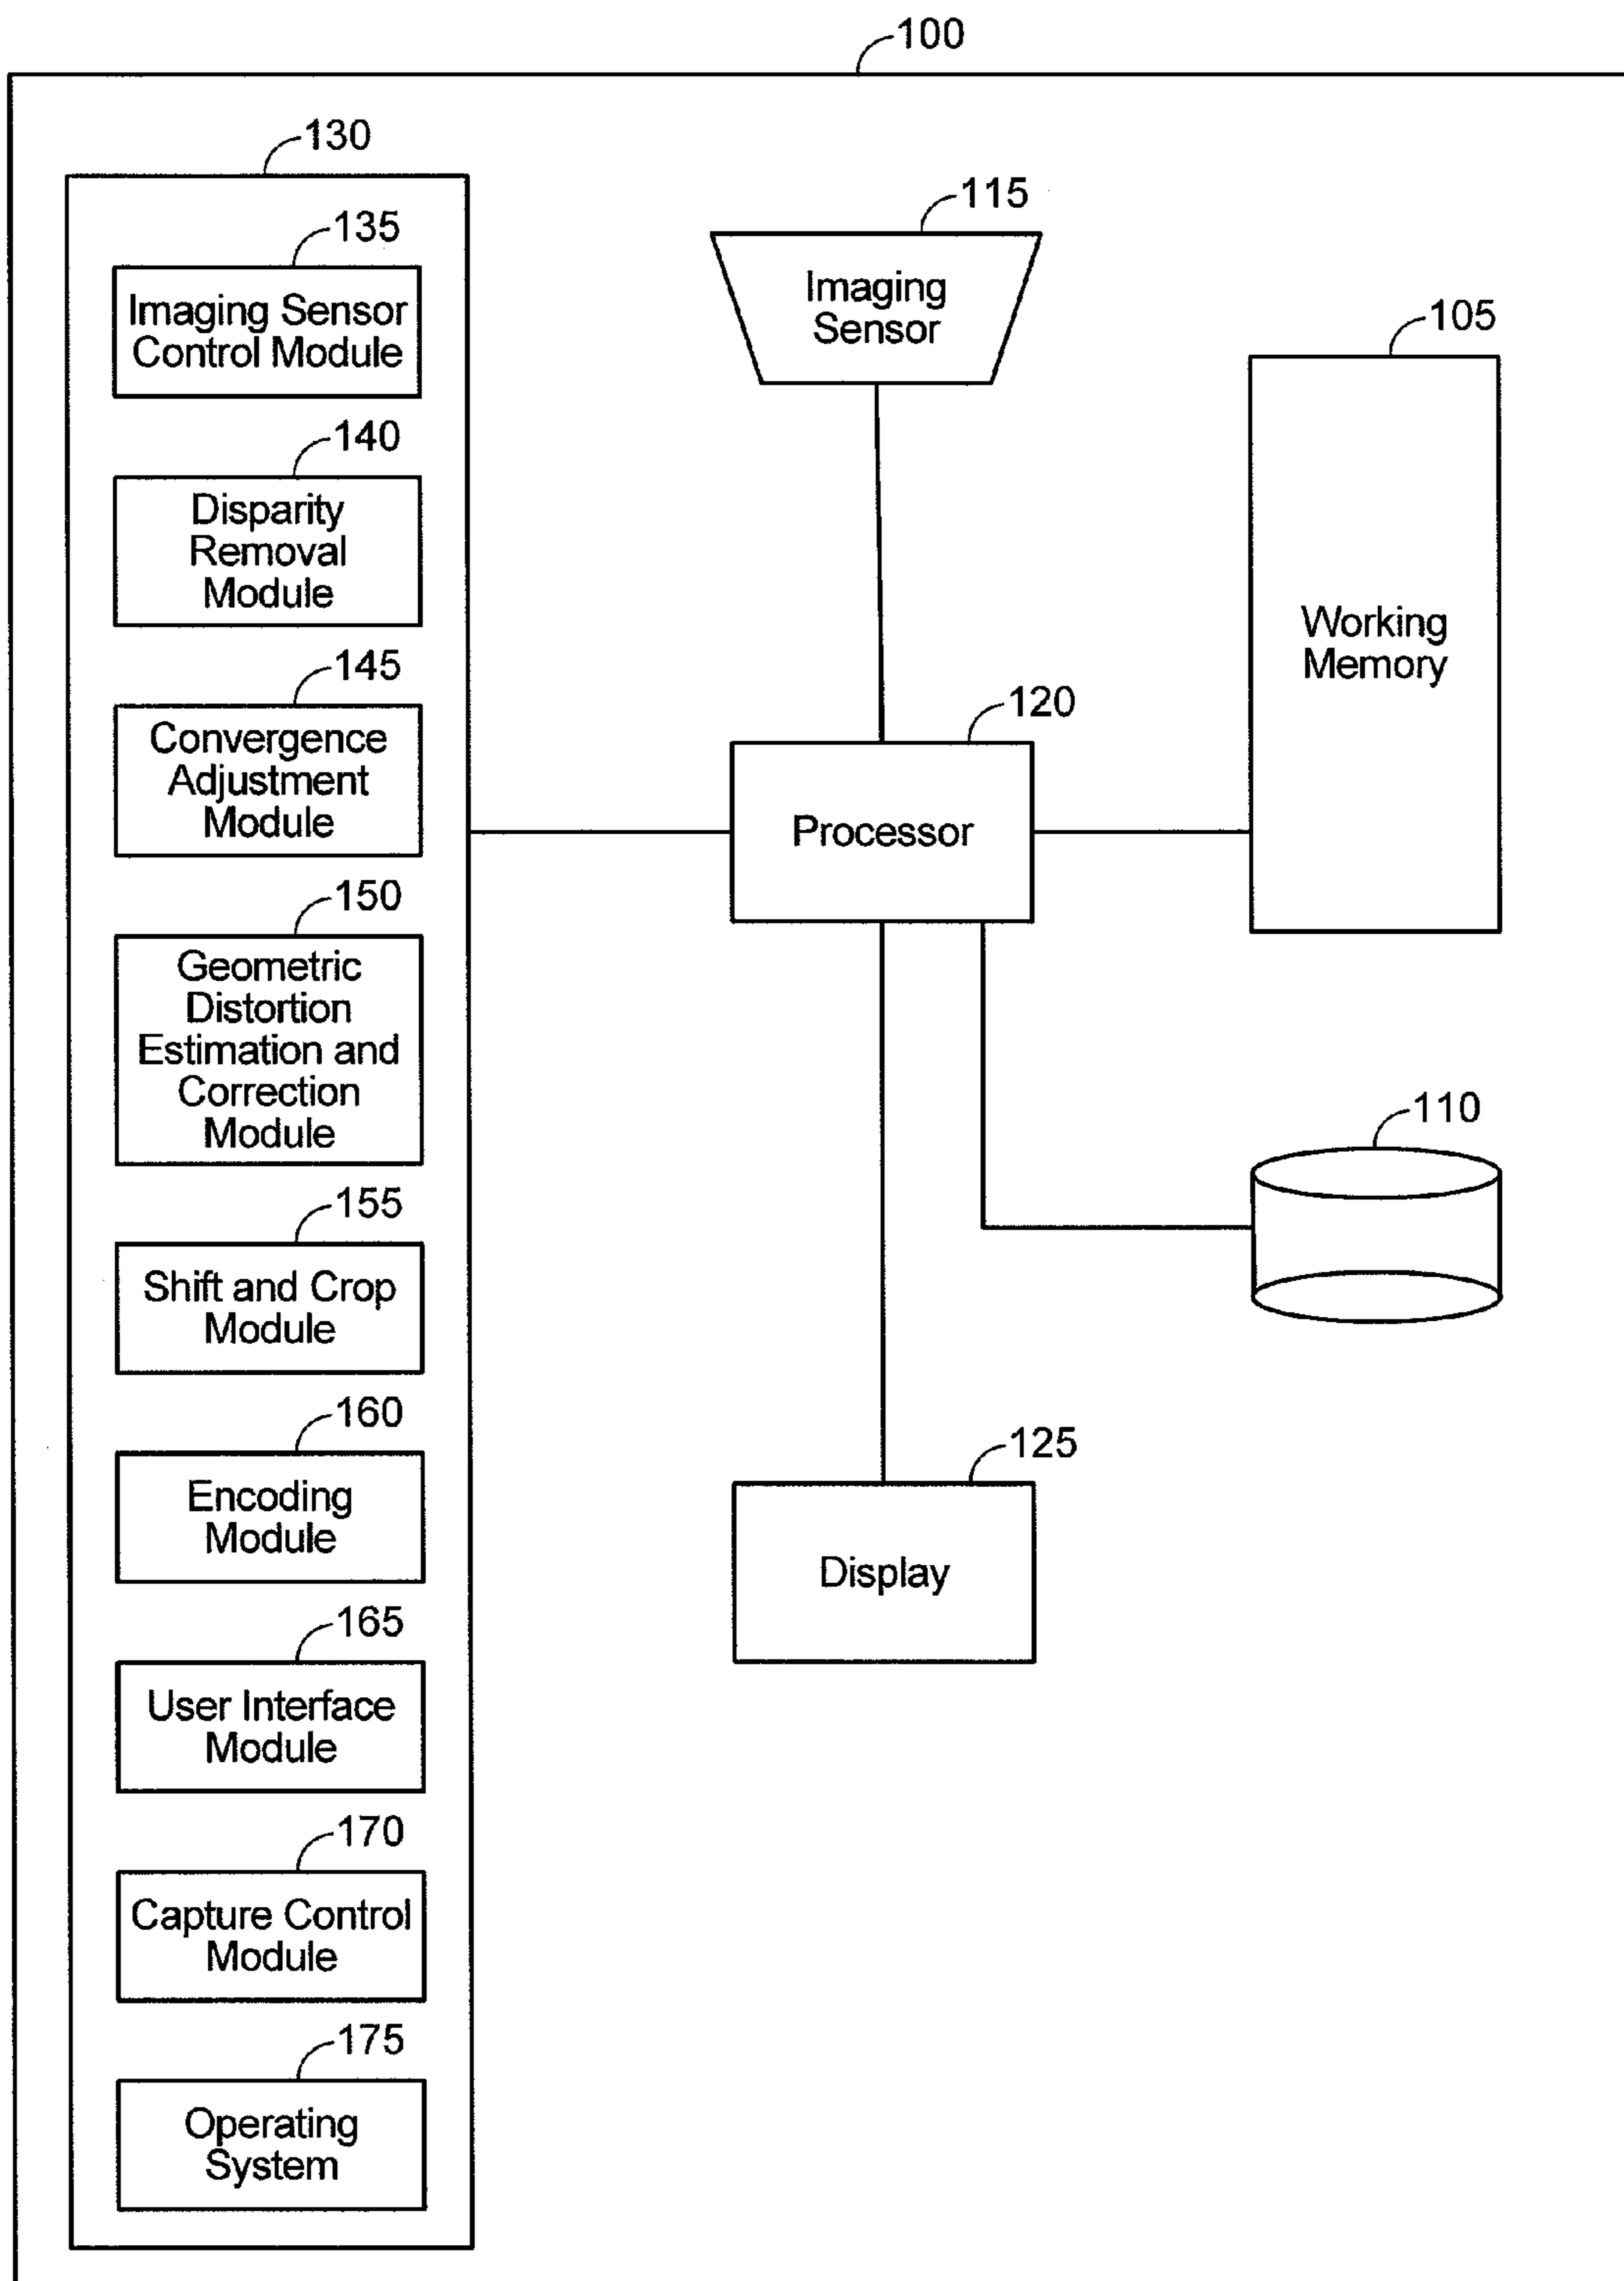 100
130
135
Imaging Sensor
Control Module
140
Disparity
Removal
Module
145
Convergence
Adjustment
Module
150
Geometric
Distortion
Estimation and
Correction
Module
155
Shift and Crop
Module
160
Encoding
Module
165
User Interface
Module
170
Capture Control
Module
175
Operating
System
115
Imaging
Sensor
105
Working
Memory
120
Processor
110
125
Display